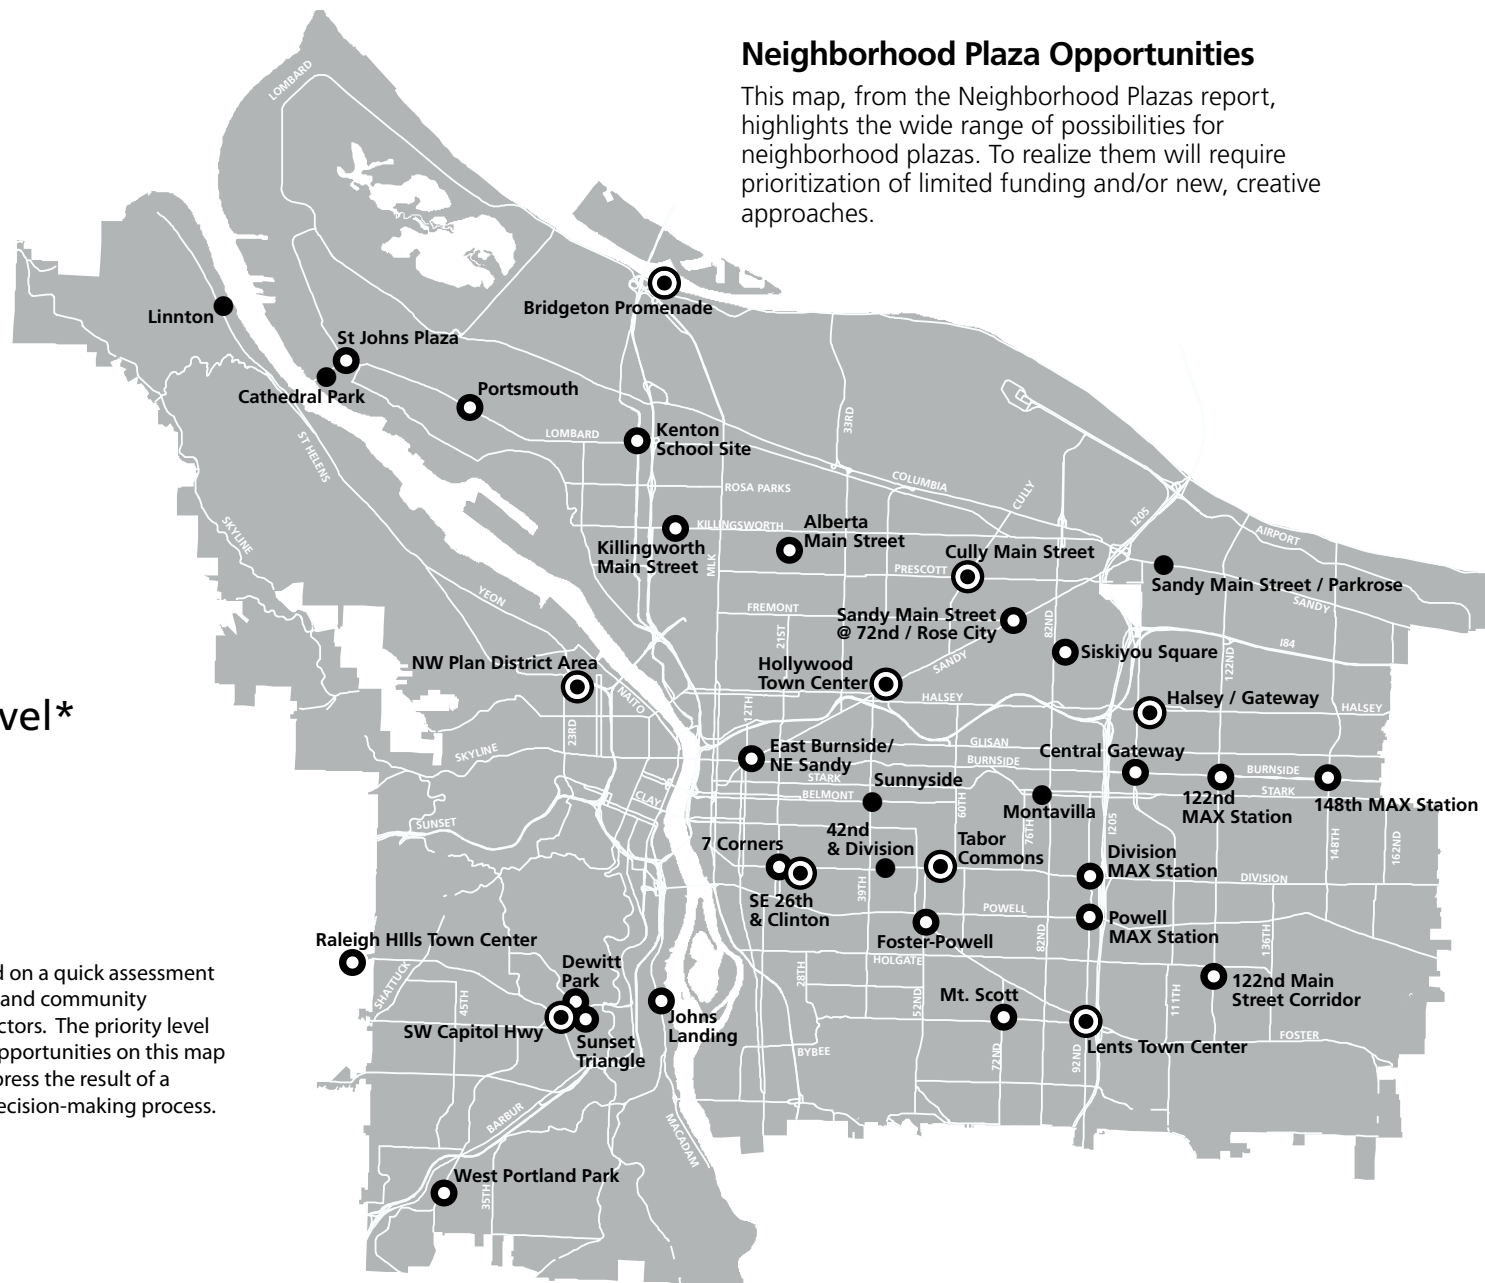 Neighborhood Plaza Opportunities
This map, from the Neighborhood Plazas report,
highlights the wide range of possibilities for
neighborhood plazas. To realize them will require
prioritization of limited funding and/or new, creative
approaches.
LOMBARD
Bridgeton Promenade
Linnton
St Johns Plaza
Cathedral Park
Portsmouth
LOMBARD
Kenton
School Site
33RD
ST HELENS
ROSA PARKS
COLUMBIA
CULLY
I205
SKYLINE
KILLINGSWORTH
Killingworth
Main Street
MLK
Alberta
Main Street
PRESCOTT
Cully Main Street
AIRPORT
Sandy Main Street / Parkrose
SANDY
YEON
FREMONT
21ST
Sandy Main Street
@ 72nd / Rose City
82ND
SANDY
Siskiyou Square
122ND
I84
NW Plan District Area
NAITO
23RD
Hollywood
Town Center
HALSEY
Halsey / Gateway
HALSEY
vel*
12TH
SKYLINE
East Burnside/
NE Sandy
GLISAN
BURNSIDE
STARK
BELMONT
Sunnyside
60TH
Central Gateway
Montavilla
76TH
I205
BURNSIDE
STARK
122nd
MAX Station
148th MAX Station
148TH
162ND
CLAY
SUNSET
7 Corners
42nd
& Division
39TH
Tabor
Commons
Division
MAX Station
DIVISION
SE 26th
& Clinton
POWELL
Foster-Powell
82ND
Powell
MAX Station
136TH
HOLGATE
Raleigh HIlls Town Center
SHATTUCK
45TH
Dewitt
Park
SW Capitol Hwy
Sunset
Triangle
Johns
Landing
28TH
52ND
Mt. Scott
72ND
92ND
111TH
122nd Main
Street Corridor
FOSTER
Lents Town Center
BYBEE
d on a quick assessment
and community
ctors. The priority level
pportunities on this map
press the result of a
ecision-making process.
BARBUR
MACADAM
West Portland Park
35TH